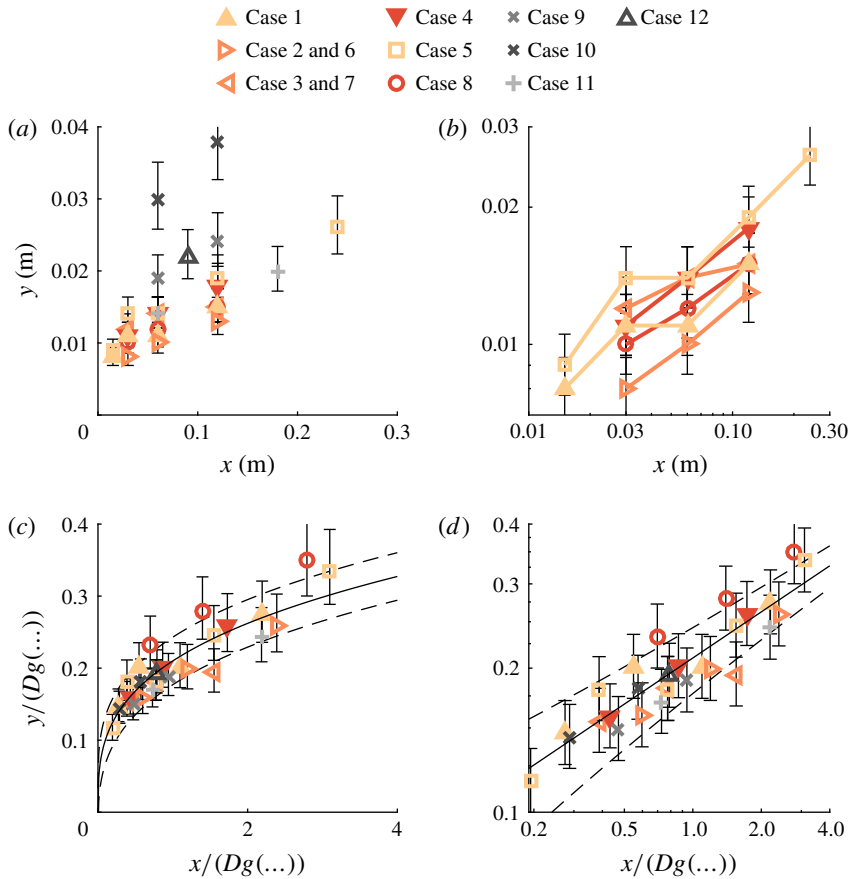 Case 1 Case 4 Case 9 Case 12
Case 2 and 6 Case 5 Case 10
Case 3 and 7 Case 8 Case 11
(a) (b)
0.04
0.03
0.02
0.01
0 0.1 0.2 0.3
y (m)
x (m)
0.03
0.02
0.01
0.01 0.03 0.10 0.30
x (m)
(c) (d)
0.4
0.3
0.2
0.1
0 2 4
y/(Dg(...))
x/(Dg(...))
0.4
0.3
0.2
0.1
0.2 0.5 1.0 2.0 4.0
x/(Dg(...))